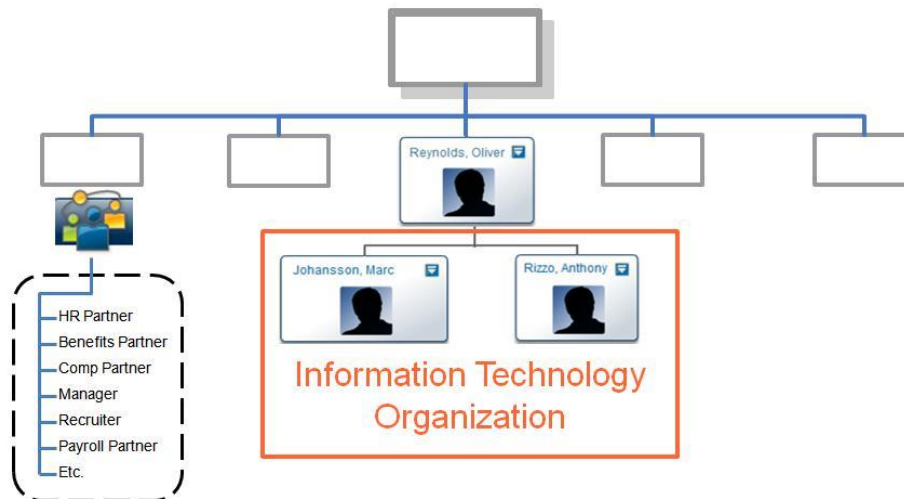 Reynolds, Oliver
Johansson, Marc
Rizzo, Anthony
Information Technology
Organization
HR Partner
Benefits Partner
Comp Partner
Manager
Recruiter
Payroll Partner
Etc.